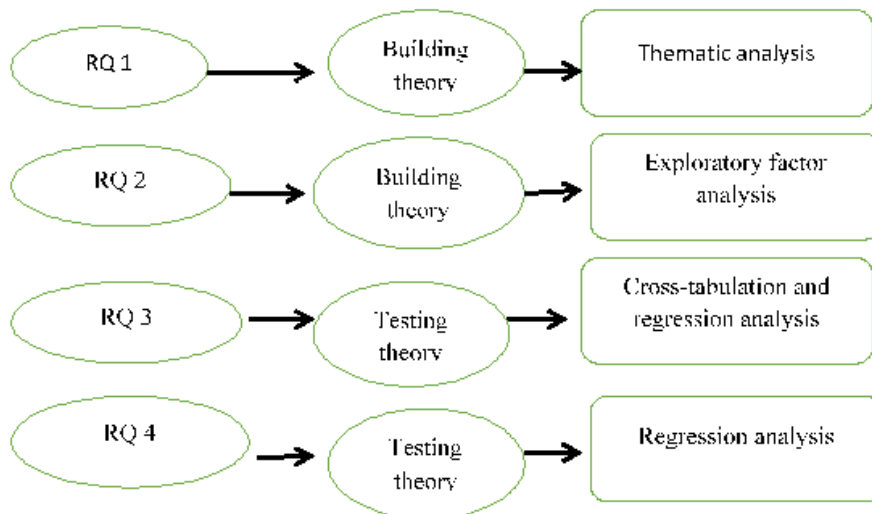 RQ 1
Building
theory
Thematic analysis
RQ 2
Building
theory
Exploratory factor
analysis
RQ 3
Testing
theory
Cross-tabulation and
regression analysis
RQ 4
Testing
theory
Regression analysis